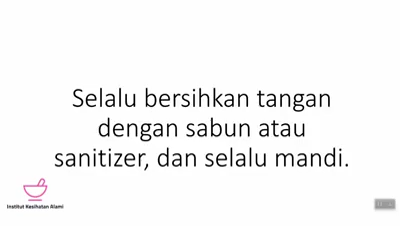 Selalu bersihkan tangan
dengan sabun atau
sanitizer, dan selalu mandi.
Institut Kesihatan Alami